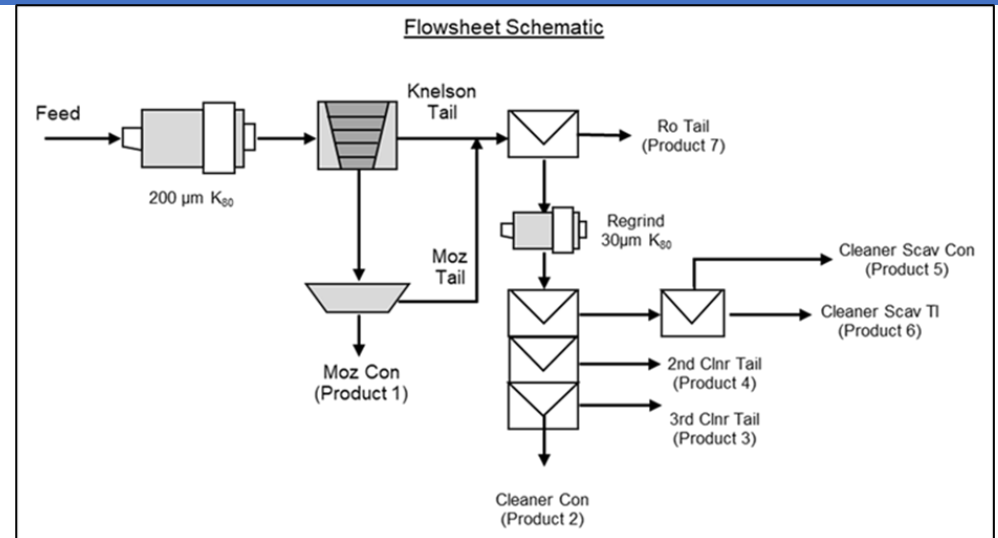 Flowsheet Schematic
Feed
200 µm K80
Knelson
Tail
Ro Tail
(Product 7)
Regrind
30µm K80
Moz
Tail
Moz Con
(Product 1)
Cleaner Scav Con
(Product 5)
Cleaner Scav Tl
(Product 6)
2nd Clnr Tail
(Product 4)
3rd Clnr Tail
(Product 3)
Cleaner Con
(Product 2)